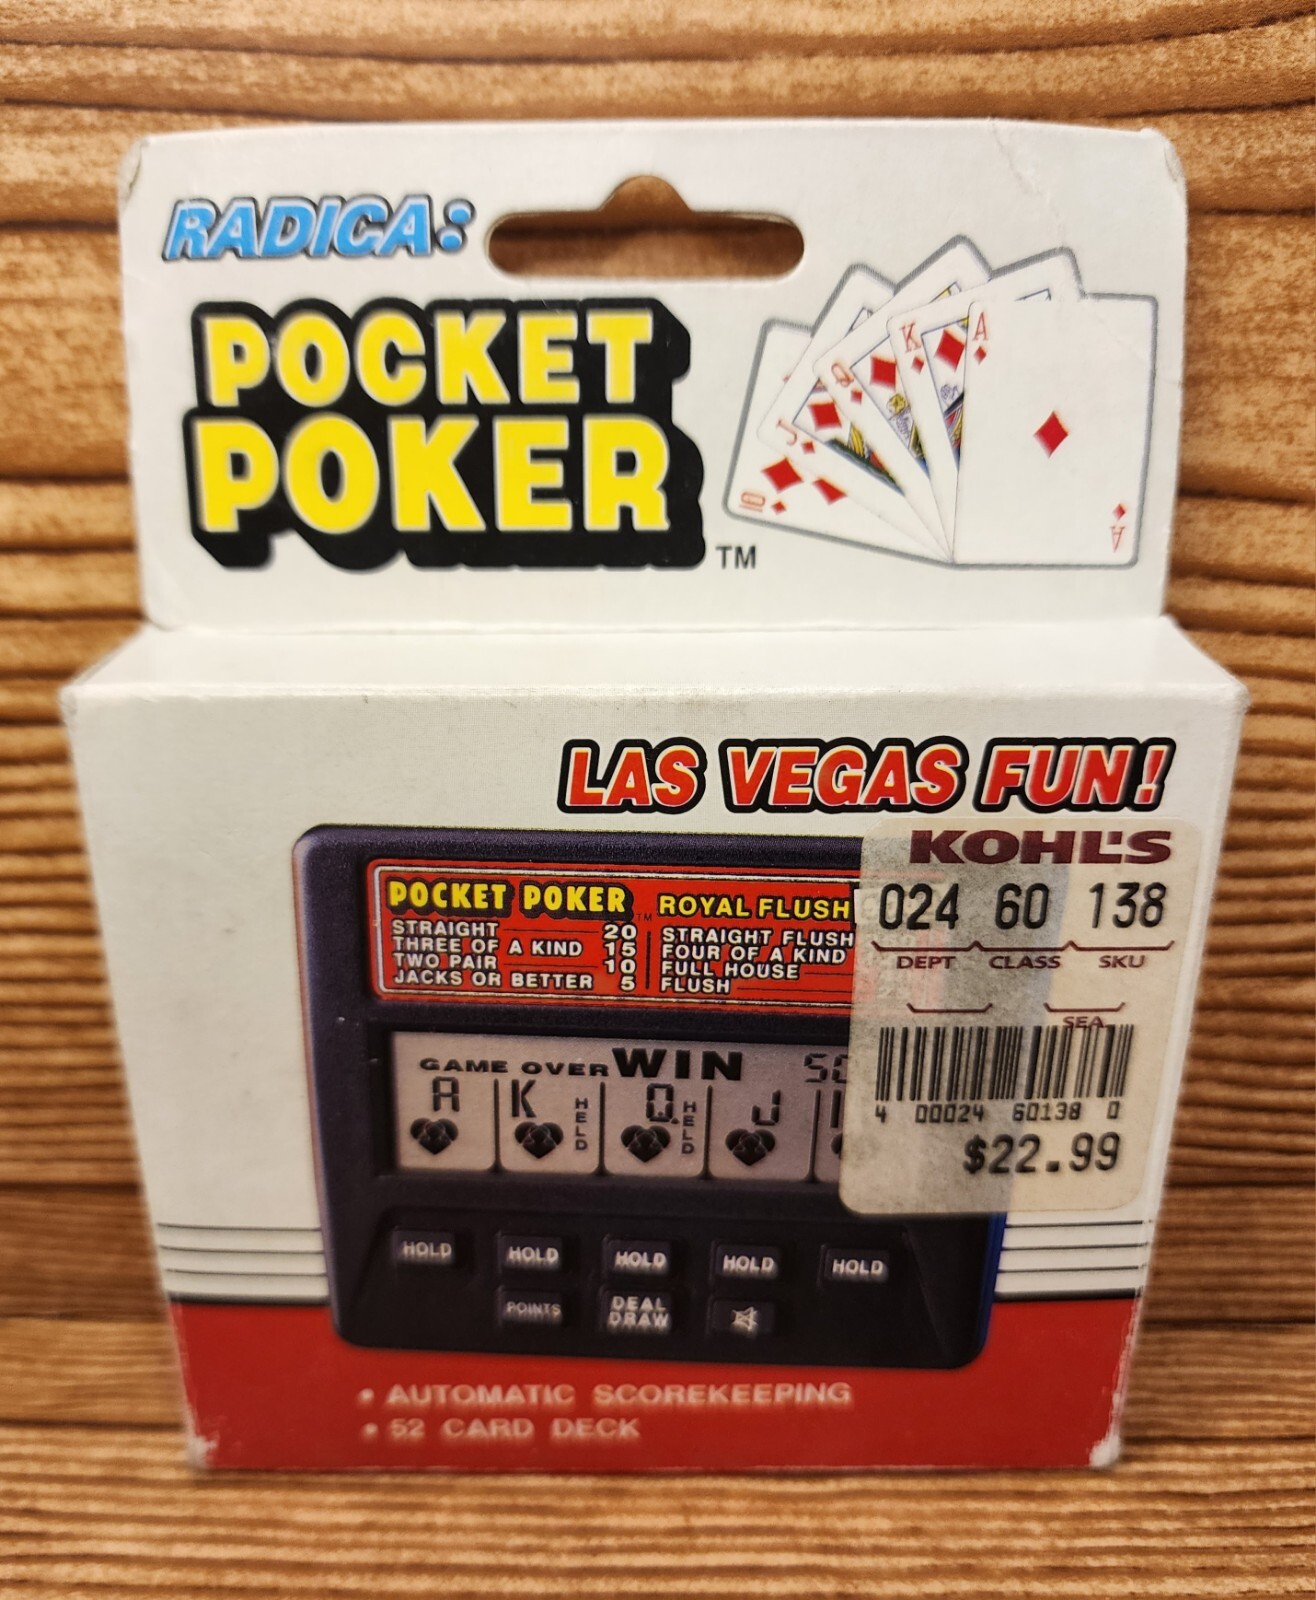 RADICA:
POCKET
POKER
TM
10
J
Q
K
A
A
LAS VEGAS FUN!
KOHL'S
024 60 138
DEPT CLASS SKU
SEA
4 00024 60138 0
$22.99
POCKET POKER TM
STRAIGHT 20
THREE OF A KIND 15
TWO PAIR 10
JACKS OR BETTER 5
ROYAL FLUSH
STRAIGHT FLUSH
FOUR OF A KIND
FULL HOUSE
FLUSH
GAME OVER WIN
A K HELD Q HELD J
HOLD HOLD HOLD HOLD HOLD
POINTS DEAL DRAW
• AUTOMATIC SCOREKEEPING
• 52 CARD DECK